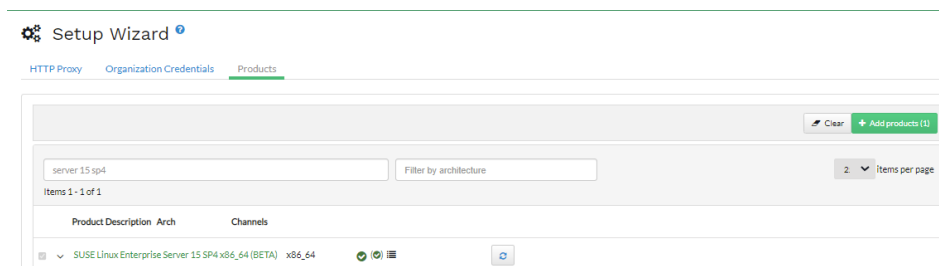 Setup Wizard ?
HTTP Proxy Organization Credentials Products
Clear + Add products (1)
server 15 sp4 Filter by architecture 2 items per page
Items 1 - 1 of 1
Product Description Arch Channels
SUSE Linux Enterprise Server 15 SP4 x86_64 (BETA) x86_64